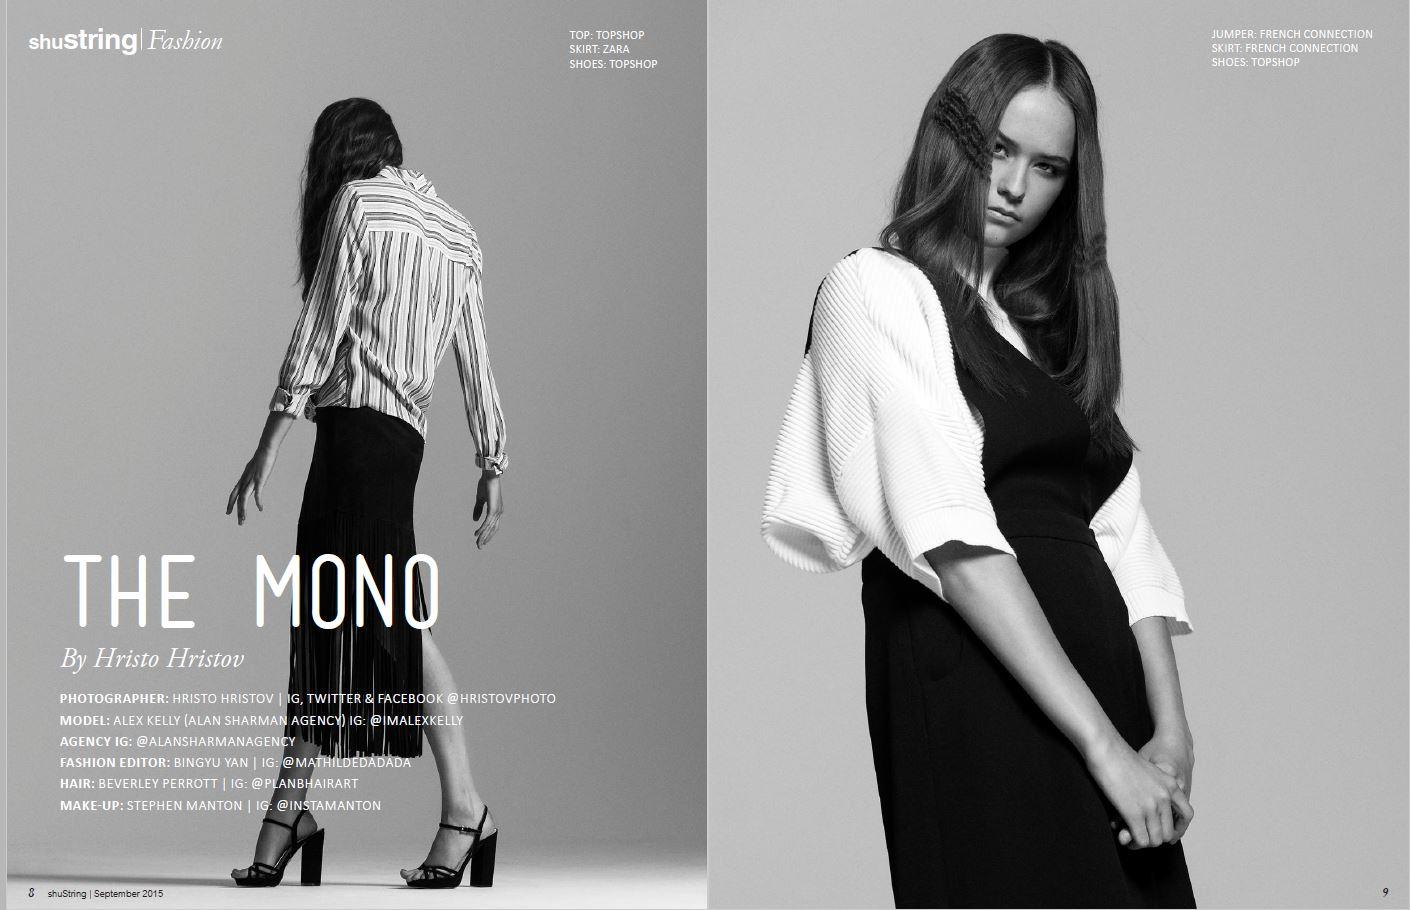 shustring | Fashion
TOP: TOPSHOP
SKIRT: ZARA
SHOES: TOPSHOP
THE MONO
By Hristo Hristov
PHOTOGRAPHER: HRISTO HRISTOV | IG, TWITTER & FACEBOOK @HRISTOVPHOTO
MODEL: ALEX KELLY (ALAN SHARMAN AGENCY) IG: @IMALEXKELLY
AGENCY IG: @ALANSHARMANAGENCY
FASHION EDITOR: BINGYU YAN | IG: @MATHILDEDADADA
HAIR: BEVERLEY PERROTT | IG: @PLANBHAIRART
MAKE-UP: STEPHEN MANTON | IG: @INSTAMANTON
8 shuString | September 2015
JUMPER: FRENCH CONNECTION
SKIRT: FRENCH CONNECTION
SHOES: TOPSHOP
9